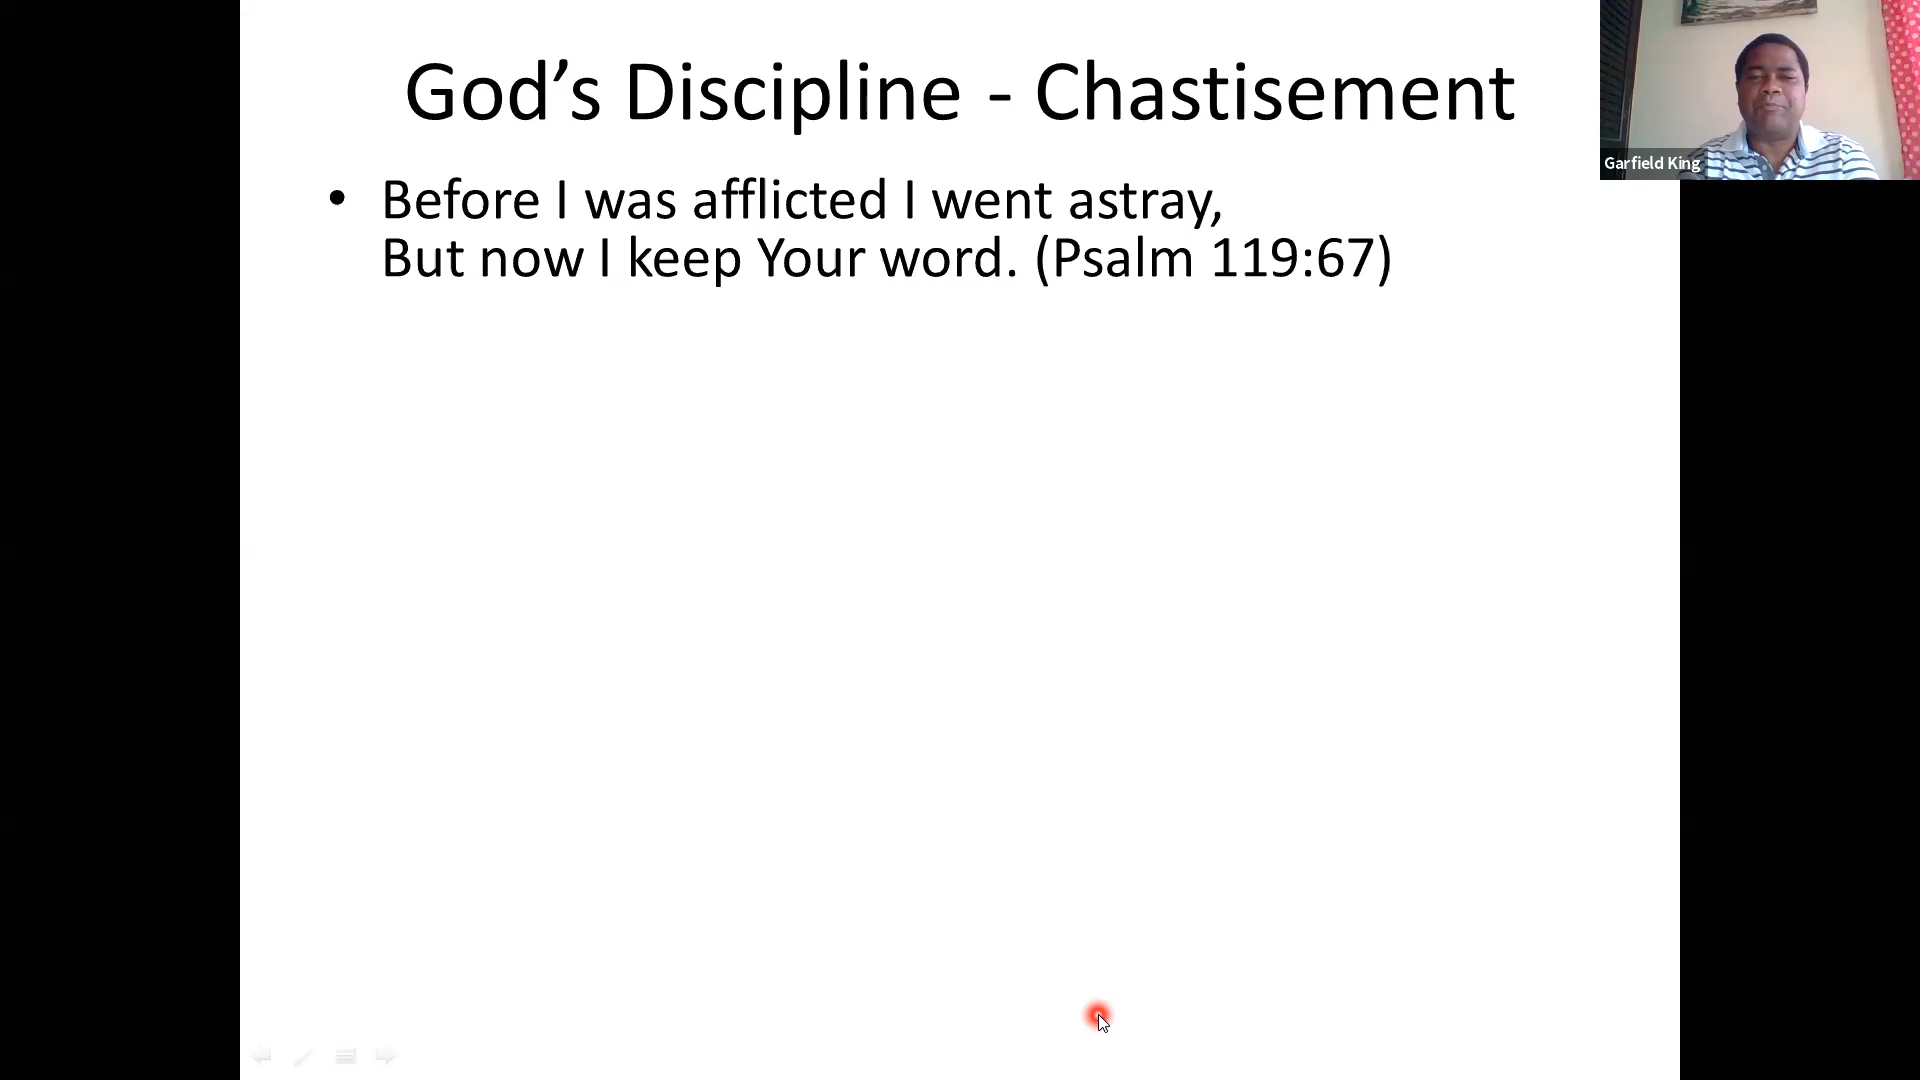 God’s Discipline - Chastisement
• Before I was afflicted I went astray,
But now I keep Your word. (Psalm 119:67)
Garfield King